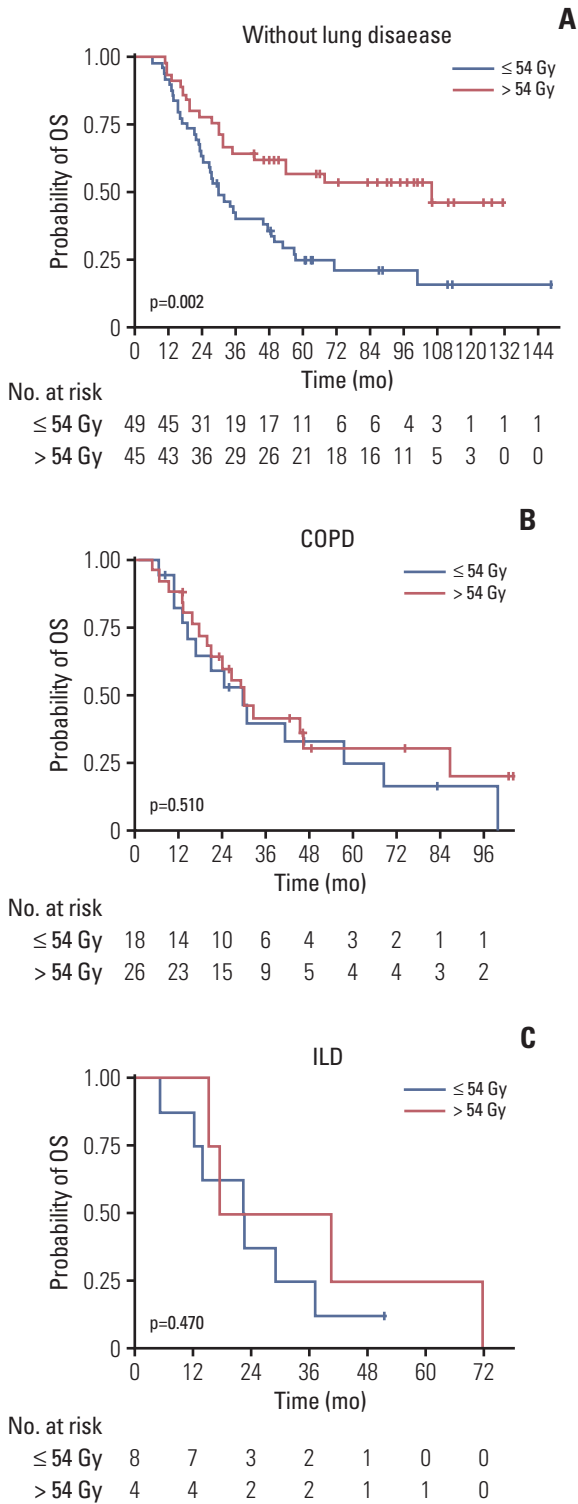 A
Without lung disaease
≤ 54 Gy
> 54 Gy
1.00
0.75
0.50
0.25
0
Probability of OS
p=0.002
0 12 24 36 48 60 72 84 96 108 120 132 144
Time (mo)
No. at risk
≤ 54 Gy 49 45 31 19 17 11 6 6 4 3 1 1 1
> 54 Gy 45 43 36 29 26 21 18 16 11 5 3 0 0
B
COPD
≤ 54 Gy
> 54 Gy
1.00
0.75
0.50
0.25
0
Probability of OS
p=0.510
0 12 24 36 48 60 72 84 96
Time (mo)
No. at risk
≤ 54 Gy 18 14 10 6 4 3 2 1 1
> 54 Gy 26 23 15 9 5 4 4 3 2
C
ILD
≤ 54 Gy
> 54 Gy
1.00
0.75
0.50
0.25
0
Probability of OS
p=0.470
0 12 24 36 48 60 72
Time (mo)
No. at risk
≤ 54 Gy 8 7 3 2 1 0 0
> 54 Gy 4 4 2 2 1 1 0